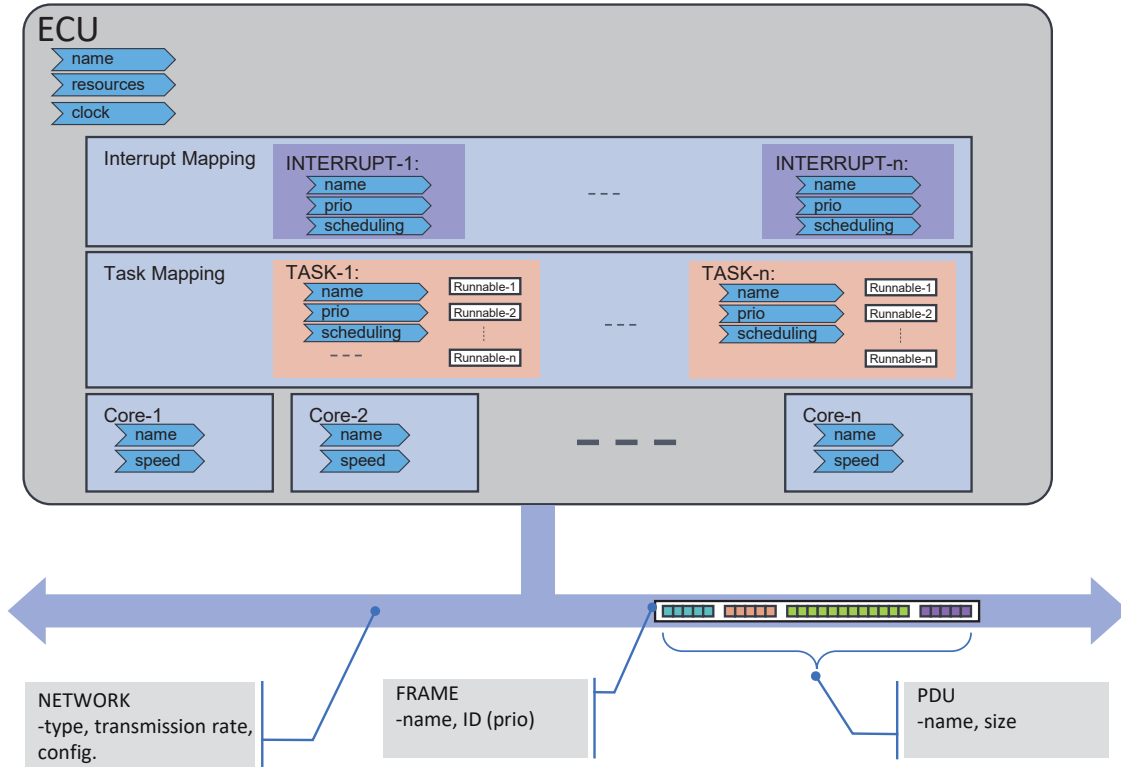 ECU
name
resources
clock
Interrupt Mapping
INTERRUPT-1:
name
prio
scheduling
INTERRUPT-n:
name
prio
scheduling
Task Mapping
TASK-1:
name
prio
scheduling
Runnable-1
Runnable-2
Runnable-n
TASK-n:
name
prio
scheduling
Runnable-1
Runnable-2
Runnable-n
Core-1
name
speed
Core-2
name
speed
Core-n
name
speed
NETWORK
-type, transmission rate,
config.
FRAME
-name, ID (prio)
PDU
-name, size